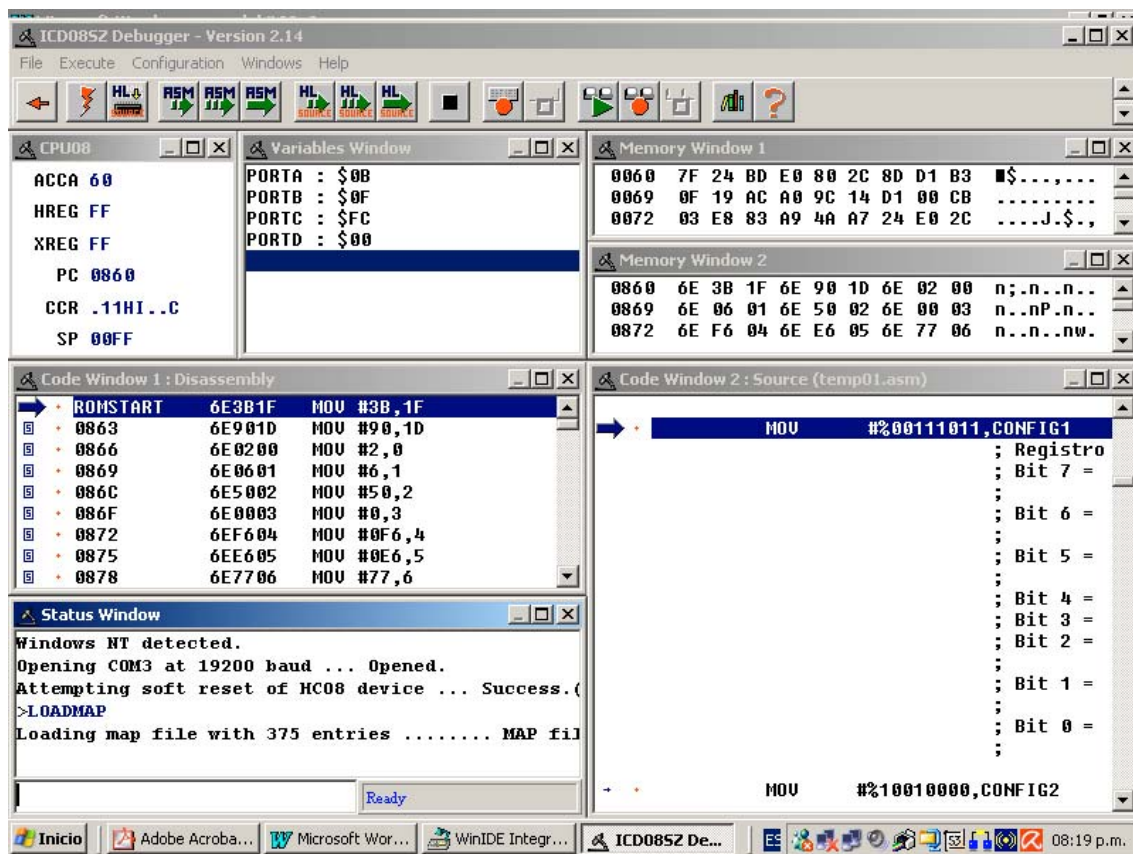 ICD08SZ Debugger - Version 2.14
File Execute Configuration Windows Help
HL SOURCE ASM ASM ASM HL SOURCE HL SOURCE HL SOURCE
CPU08
ACCA 60
HREG FF
XREG FF
PC 0860
CCR .11HI..C
SP 00FF
Variables Window
PORTA : $0B
PORTB : $0F
PORTC : $FC
PORTD : $00
Memory Window 1
0060 7F 24 BD E0 80 2C 8D D1 B3 ■$...,...
0069 0F 19 AC A0 9C 14 D1 00 CB .........
0072 03 E8 83 A9 4A A7 24 E0 2C ....J.$.,
Memory Window 2
0860 6E 3B 1F 6E 90 1D 6E 02 00 n;.n..n..
0869 6E 06 01 6E 50 02 6E 00 03 n..nP.n..
0872 6E F6 04 6E E6 05 6E 77 06 n..n..nw.
Code Window 1 : Disassembly
ROMSTART 6E3B1F MOV #3B,1F
0863 6E901D MOV #90,1D
0866 6E0200 MOV #2,0
0869 6E0601 MOV #6,1
086C 6E5002 MOV #50,2
086F 6E0003 MOV #0,3
0872 6EF604 MOV #0F6,4
0875 6EE605 MOV #0E6,5
0878 6E7706 MOV #77,6
Code Window 2 : Source (temp01.asm)
MOV #%00111011,CONFIG1
; Registro
; Bit 7 =
;
; Bit 6 =
;
; Bit 5 =
;
; Bit 4 =
; Bit 3 =
; Bit 2 =
;
; Bit 1 =
;
; Bit 0 =
;
MOV #%10010000,CONFIG2
Status Window
Windows NT detected.
Opening COM3 at 19200 baud ... Opened.
Attempting soft reset of HC08 device ... Success.(
>LOADMAP
Loading map file with 375 entries ........ MAP fil
Ready
Inicio Adobe Acroba... Microsoft Wor... WinIDE Integr... ICD08SZ De... ES 08:19 p.m.